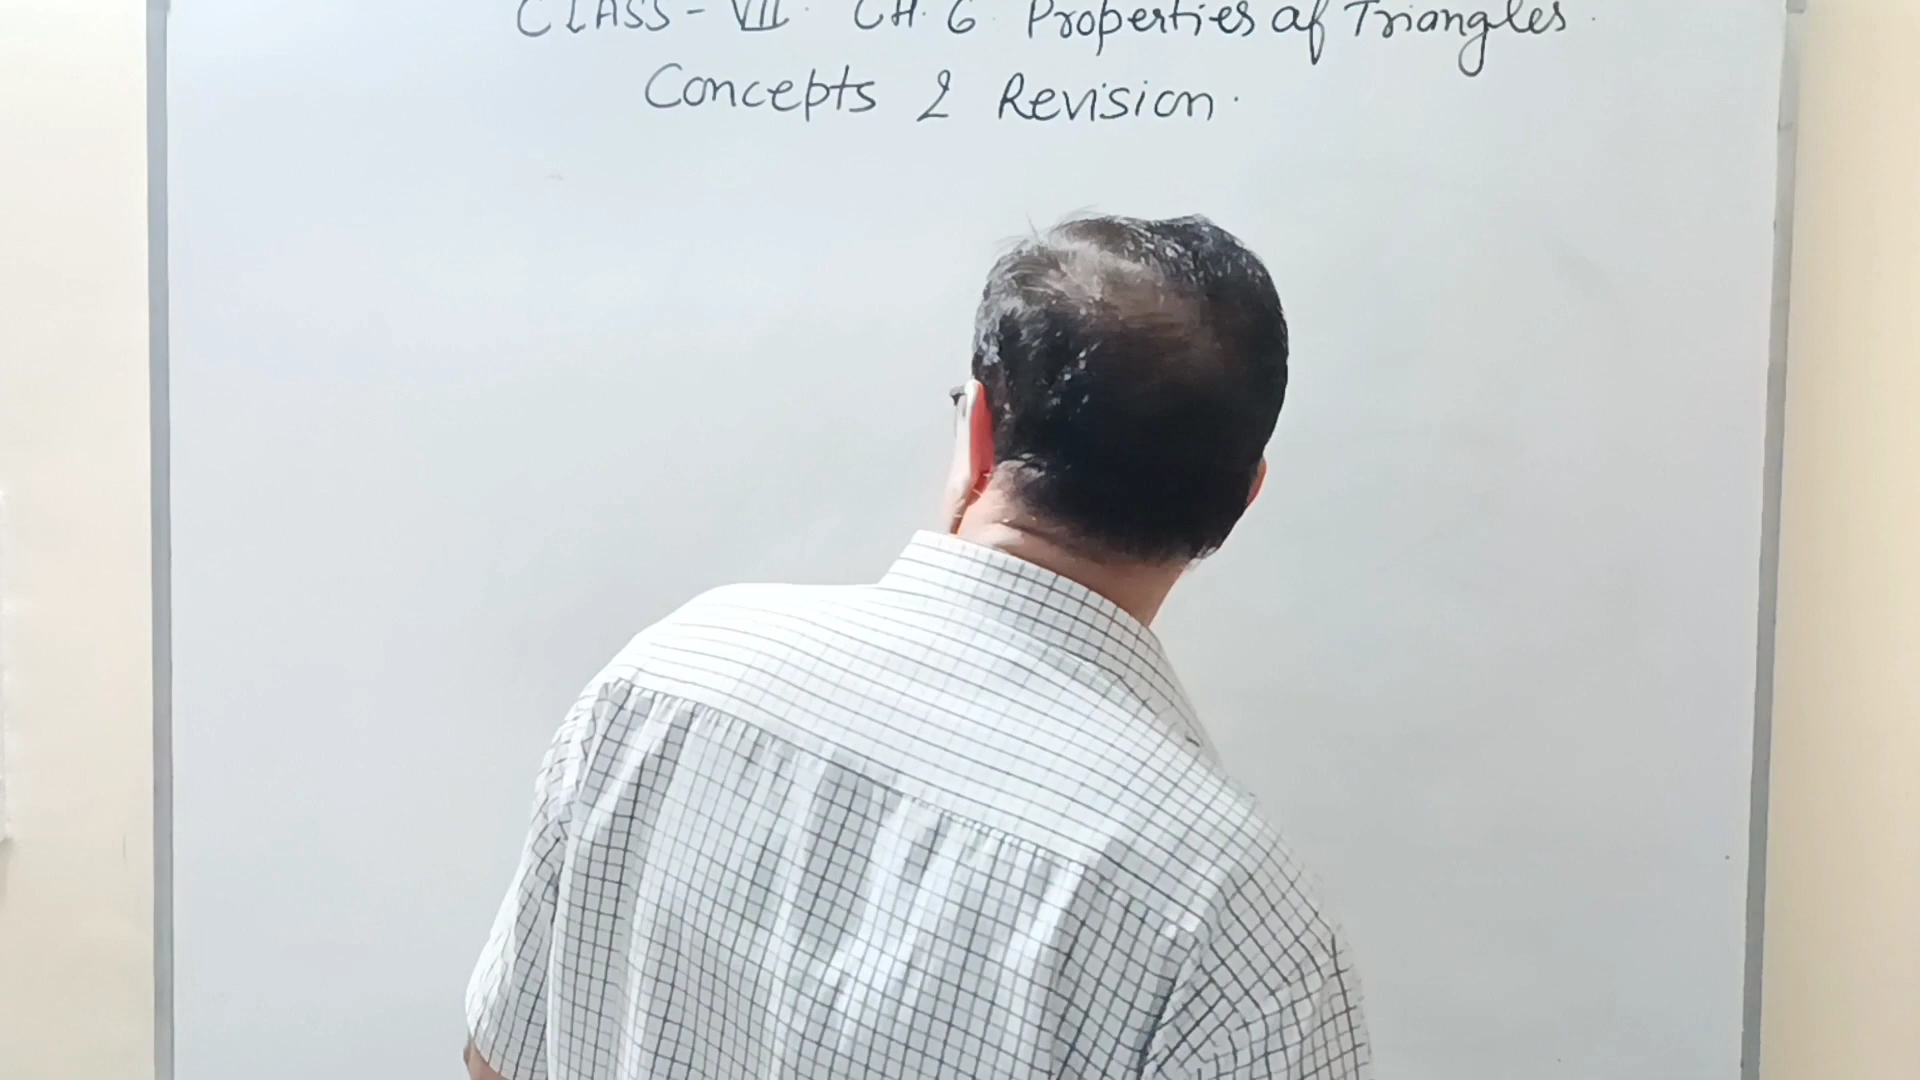 CLASS - VII. CH. 6. Properties of Triangles.
Concepts & Revision.